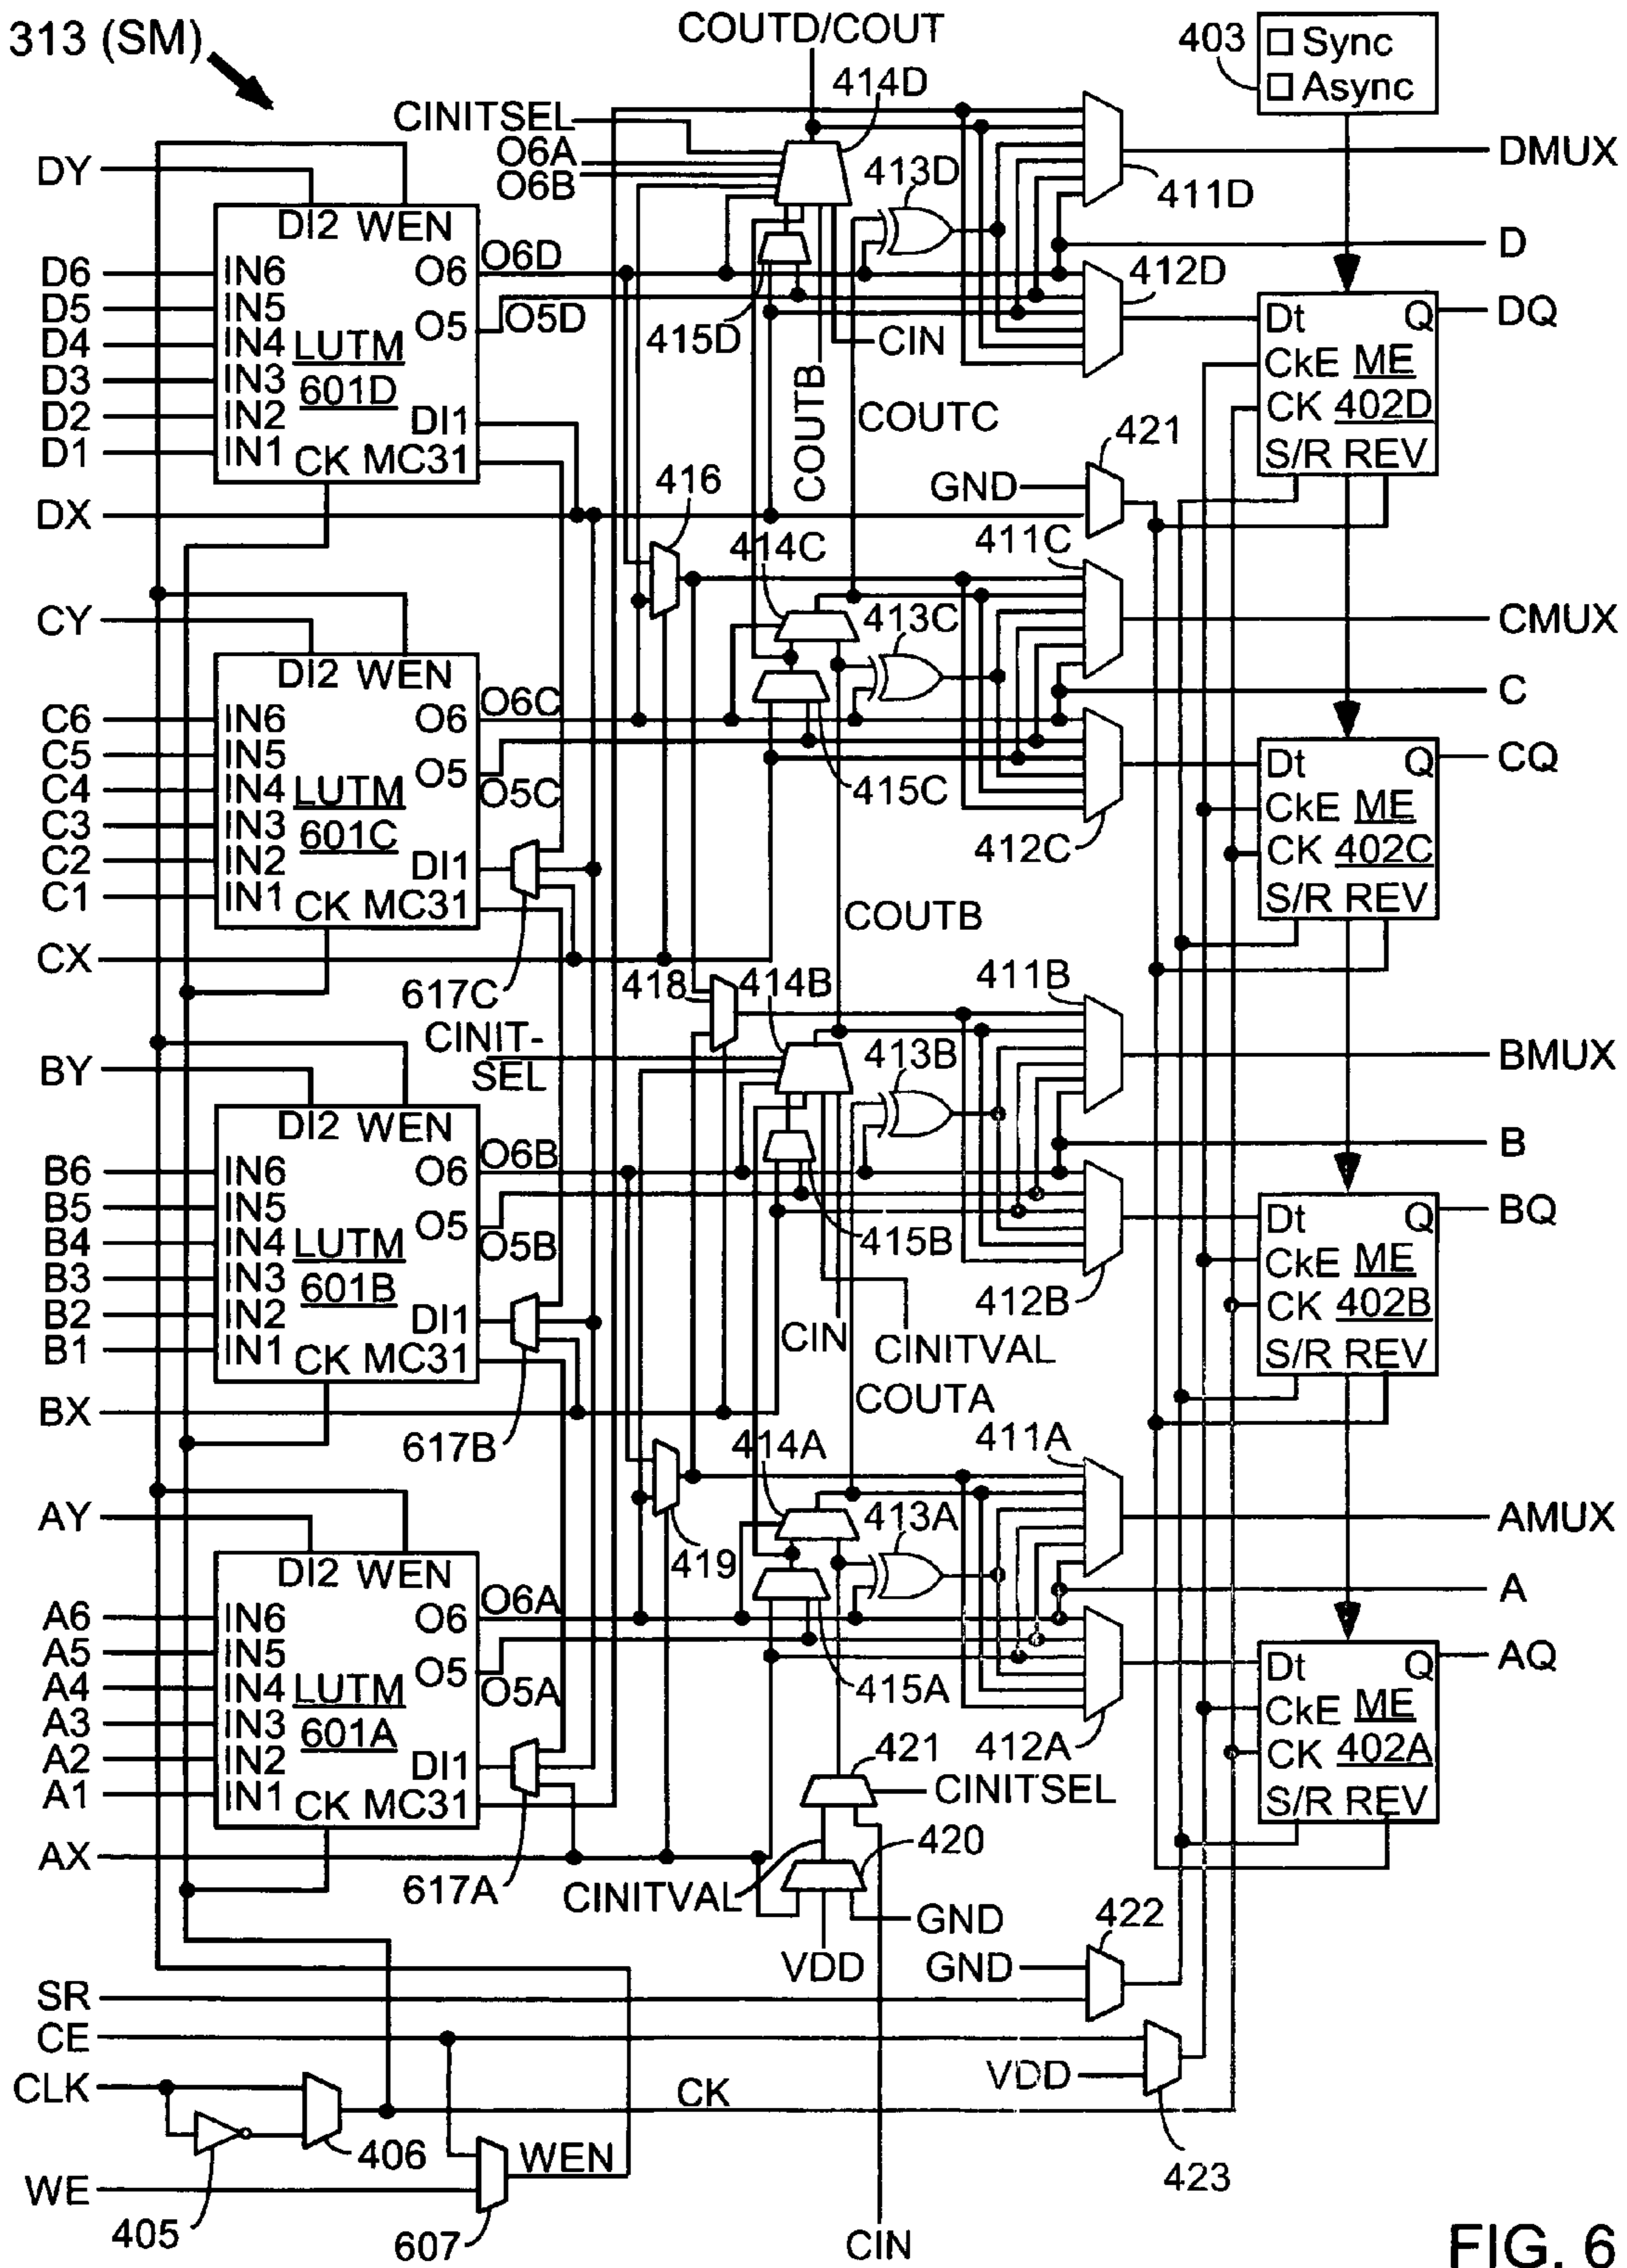 313 (SM)
COUTD/COUT
403
Sync
Async
414D
CINITSEL
O6A
O6B
413D
DMUX
411D
DY
DI2 WEN
D
D6
IN6
O6
O6D
412D
D5
IN5
O5
O5D
415D
CIN
Dt
Q
DQ
D4
IN4
LUTM
CkE
ME
D3
IN3
601D
COUTB
COUTC
CK
402D
D2
IN2
DI1
421
S/R REV
D1
IN1
CK MC31
416
GND
DX
414C
411C
CY
413C
CMUX
DI2 WEN
C
C6
IN6
O6
O6C
C5
IN5
O5
O5C
415C
Dt
Q
CQ
C4
IN4
LUTM
CkE
ME
C3
IN3
601C
412C
CK
402C
C2
IN2
DI1
S/R REV
C1
IN1
CK MC31
COUTB
CX
617C
418
414B
411B
CINIT-
SEL
413B
BMUX
BY
DI2 WEN
B
B6
IN6
O6
O6B
B5
IN5
O5
O5B
415B
Dt
Q
BQ
B4
IN4
LUTM
CkE
ME
B3
IN3
601B
412B
CK
402B
B2
IN2
DI1
CIN
CINITVAL
S/R REV
B1
IN1
CK MC31
COUTA
BX
617B
414A
411A
AY
419
413A
AMUX
DI2 WEN
A
A6
IN6
O6
O6A
A5
IN5
O5
O5A
415A
Dt
Q
AQ
A4
IN4
LUTM
CkE
ME
A3
IN3
601A
412A
CK
402A
A2
IN2
DI1
421
CINITSEL
S/R REV
A1
IN1
CK MC31
AX
420
617A
CINITVAL
GND
422
VDD
GND
SR
CE
VDD
CLK
CK
406
WEN
423
WE
405
607
CIN
FIG. 6